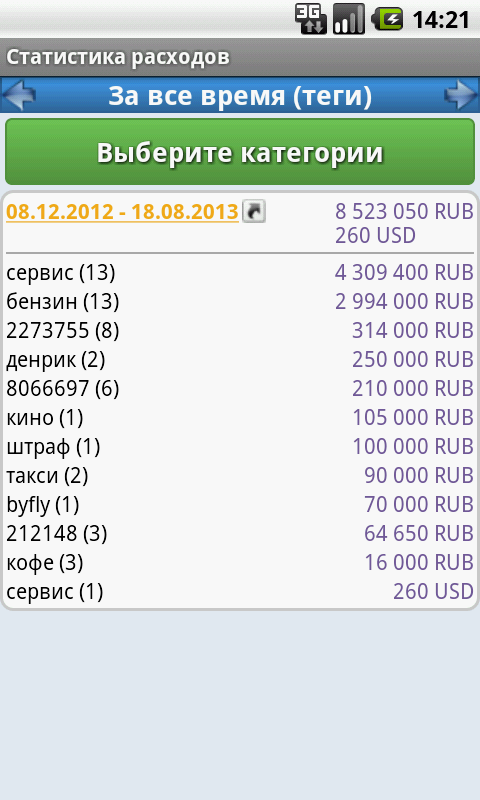 3G 14:21
Статистика расходов
За все время (теги)
Выберите категории
08.12.2012 - 18.08.2013 8 523 050 RUB
260 USD
сервис (13) 4 309 400 RUB
бензин (13) 2 994 000 RUB
2273755 (8) 314 000 RUB
денрик (2) 250 000 RUB
8066697 (6) 210 000 RUB
кино (1) 105 000 RUB
штраф (1) 100 000 RUB
такси (2) 90 000 RUB
byfly (1) 70 000 RUB
212148 (3) 64 650 RUB
кофе (3) 16 000 RUB
сервис (1) 260 USD